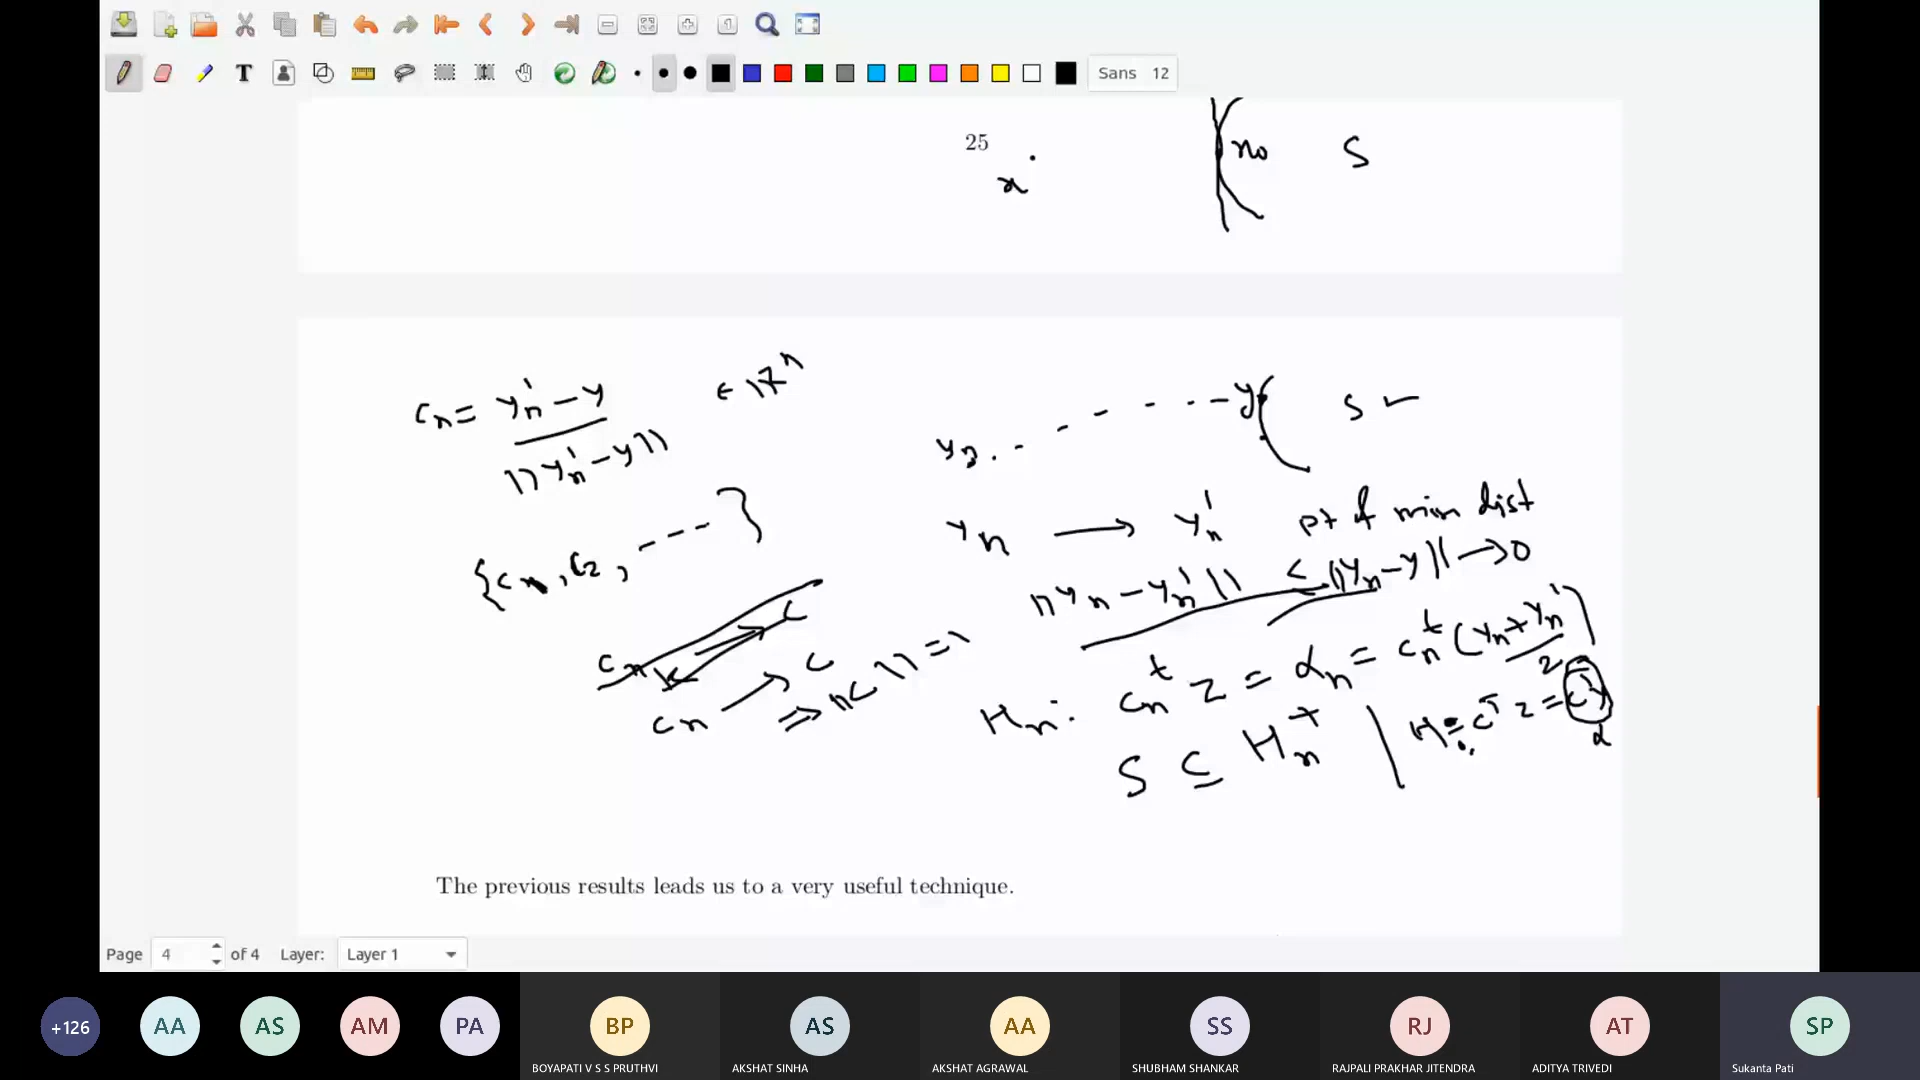 Sans 12
25
x
x₀ S
cₙ = yₙ' − y / ||yₙ' − y|| ∈ ℝⁿ
y S
yₙ → yₙ' pt of min dist
{cₙ, c₂, ---}
||yₙ − yₙ'|| ≤ ||yₙ − y|| → 0
cₙ → c ⇒ ||c|| = 1
Hₙ: cₙᵗ z = αₙ = cₙᵗ (yₙ + yₙ' / 2)
S ⊆ Hₙ⁺
H: cᵀ z = cᵀy
α
The previous results leads us to a very useful technique.
Page 4 of 4 Layer: Layer 1
+126 AA AS AM PA BP AS AA SS RJ AT SP
BOYAPATI V S S PRUTHVI AKSHAT SINHA AKSHAT AGRAWAL SHUBHAM SHANKAR RAJPALI PRAKHAR JITENDRA ADITYA TRIVEDI Sukanta Pati